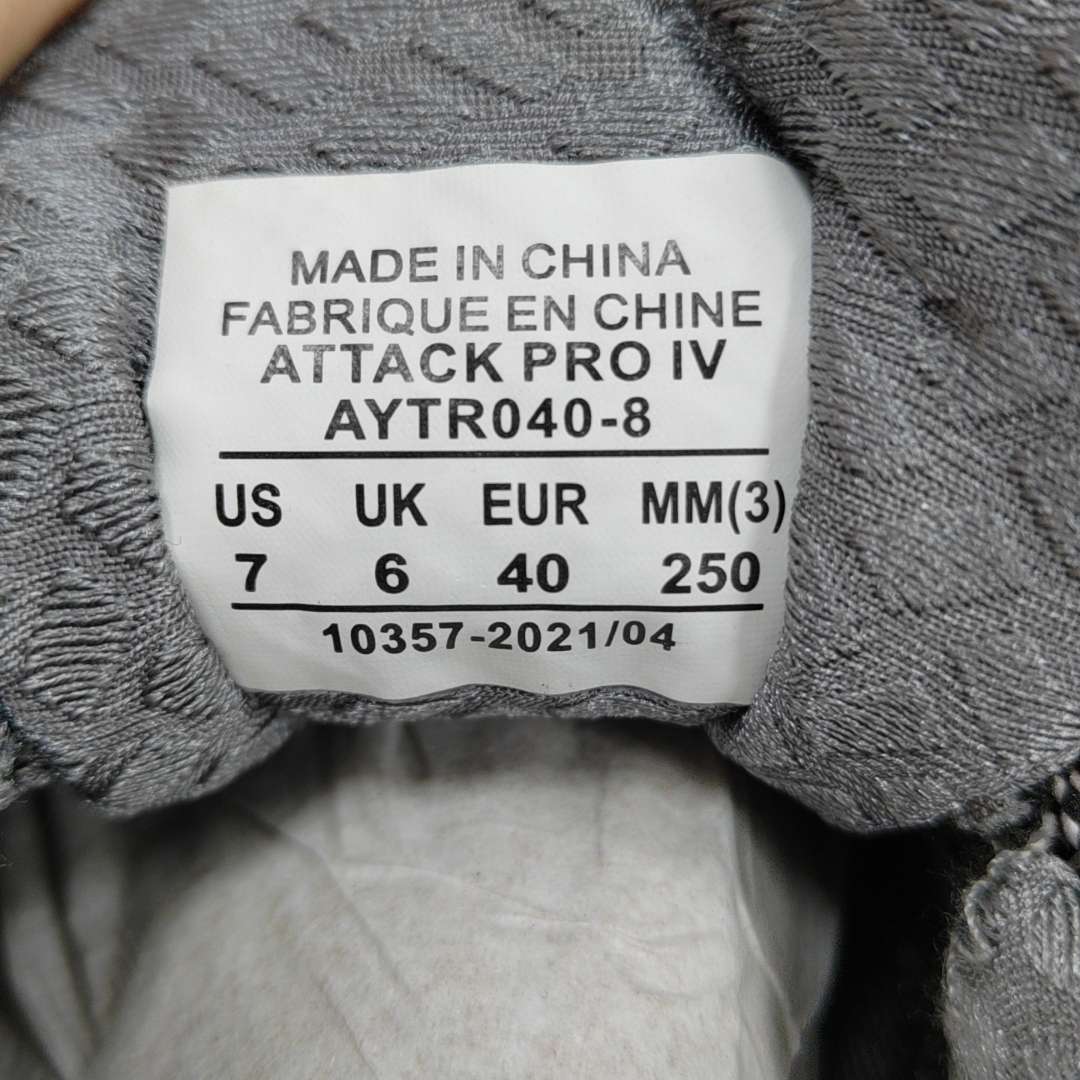 MADE IN CHINA
FABRIQUE EN CHINE
ATTACK PRO IV
AYTR040-8
US UK EUR MM(3)
7 6 40 250
10357-2021/04